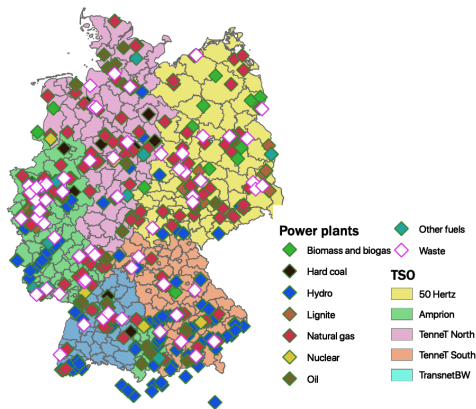 Power plants
Biomass and biogas
Hard coal
Hydro
Lignite
Natural gas
Nuclear
Oil
Other fuels
Waste
TSO
50 Hertz
Amprion
TenneT North
TenneT South
TransnetBW